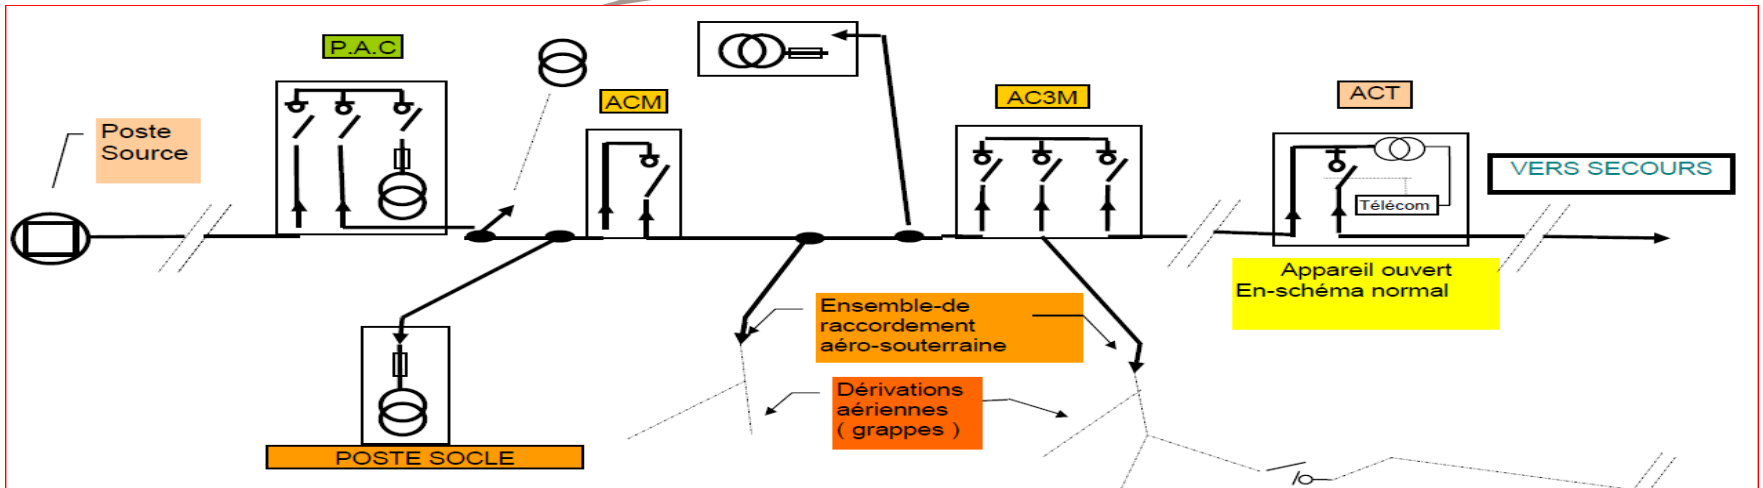 P.A.C
ACM
AC3M
ACT
Poste
Source
VERS SECOURS
Télécom
Appareil ouvert
En-schéma normal
Ensemble-de
raccordement
aéro-souterraine
Dérivations
aériennes
( grappes )
POSTE SOCLE